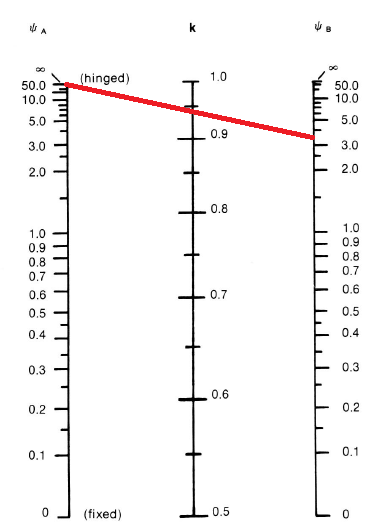 ψA k ψB
∞ (hinged) 1.0 ∞
50.0 50.0
10.0 10.0
5.0 0.9 5.0
3.0 3.0
2.0 2.0
0.8
1.0 1.0
0.9 0.9
0.8 0.8
0.7 0.7
0.6 0.7 0.6
0.5 0.5
0.4 0.4
0.3 0.3
0.2 0.6 0.2
0.1 0.1
0 (fixed) 0.5 0